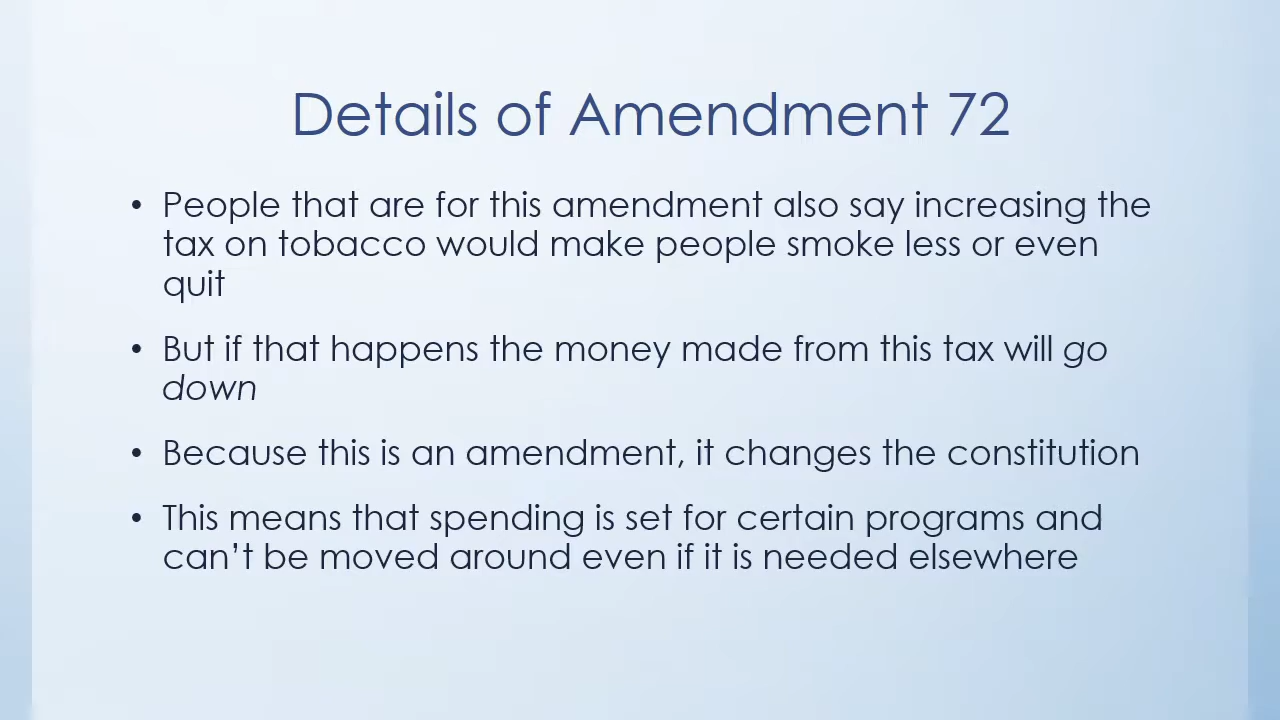 Details of Amendment 72
• People that are for this amendment also say increasing the
tax on tobacco would make people smoke less or even
quit
• But if that happens the money made from this tax will go
down
• Because this is an amendment, it changes the constitution
• This means that spending is set for certain programs and
can’t be moved around even if it is needed elsewhere